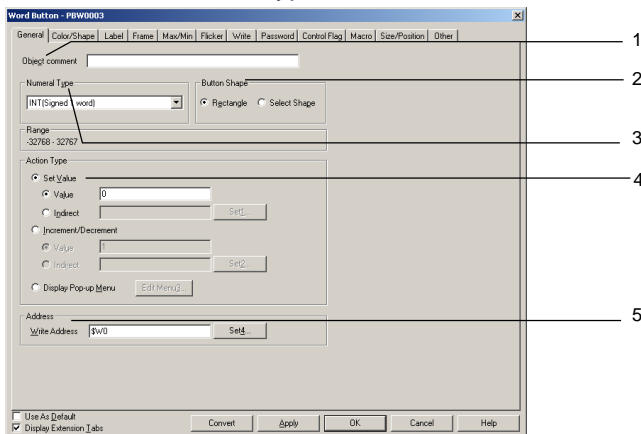 Word Button - PBW0003
General Color/Shape Label Frame Max/Min Flicker Write Password Control Flag Macro Size/Position Other
1
Object comment
2
Numeral Type Button Shape
INT(Signed 1 word) Rectangle Select Shape
3
Range
-32768 - 32767
Action Type
4
Set Value
Value 0
Indirect Set1...
Increment/Decrement
Value 1
Indirect Set2...
Display Pop-up Menu Edit Menu3...
5
Address
Write Address $W0 Set4...
Use As Default
Display Extension Tabs Convert Apply OK Cancel Help